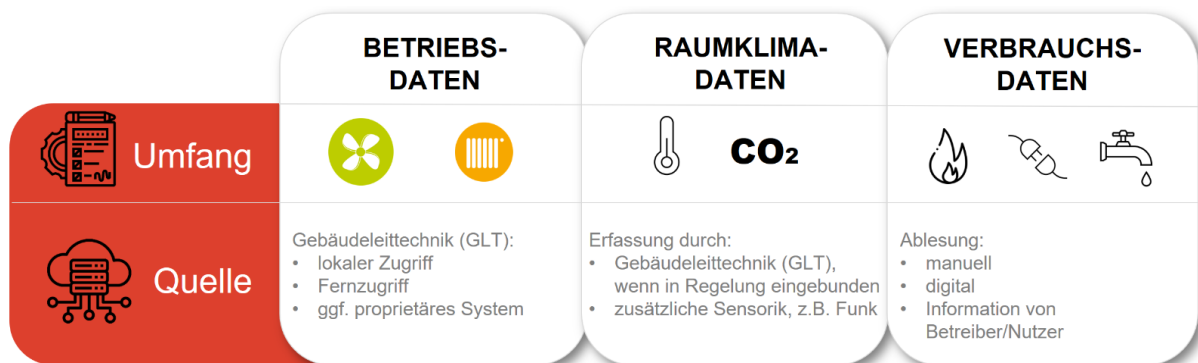 BETRIEBS-
DATEN
RAUMKLIMA-
DATEN
VERBRAUCHS-
DATEN
Umfang
CO₂
Quelle
Gebäudeleittechnik (GLT):
• lokaler Zugriff
• Fernzugriff
• ggf. proprietäres System
Erfassung durch:
• Gebäudeleittechnik (GLT),
wenn in Regelung eingebunden
• zusätzliche Sensorik, z.B. Funk
Ablesung:
• manuell
• digital
• Information von
Betreiber/Nutzer